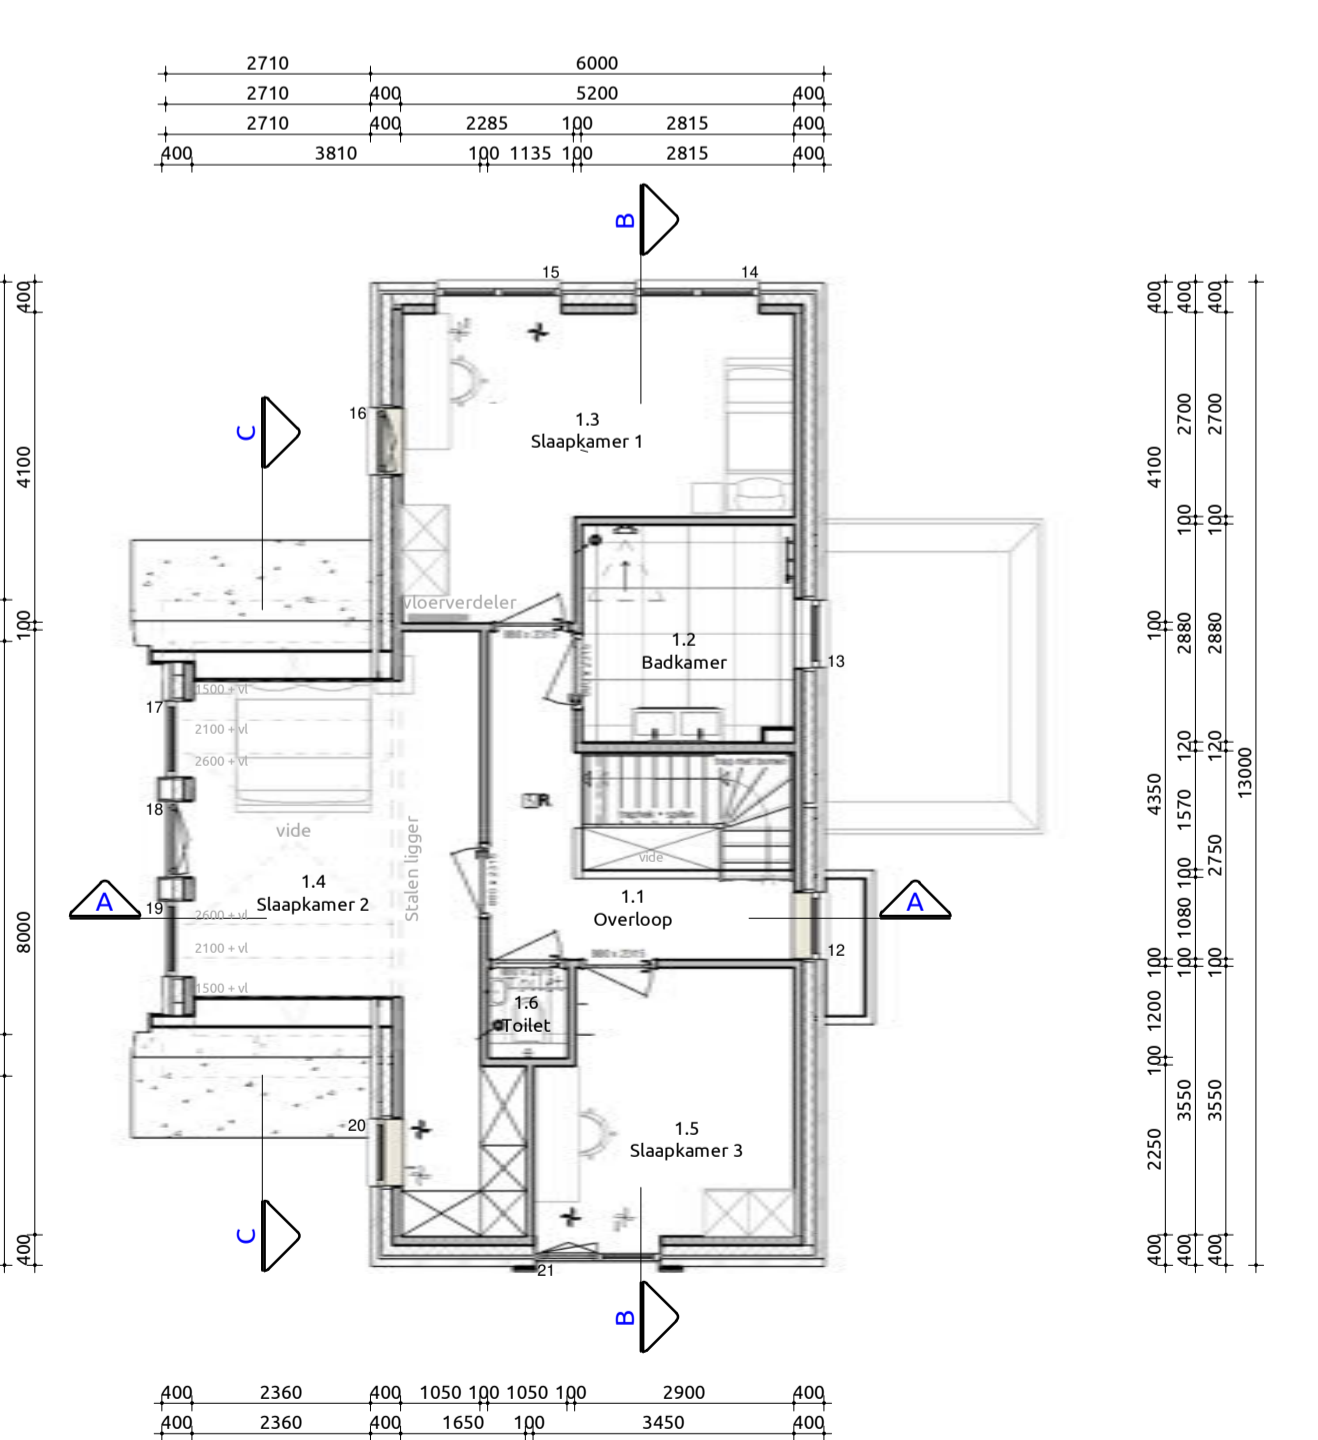 2710 6000
2710 400 5200 400
2710 400 2285 100 2815 400
400 3810 100 1135 100 2815 400
B
15 14
400
400 400 400
C
16
1.3
Slaapkamer 1
4100
4100 2700 2700
100 100
vloerverdeler
880 x 2315
100
100 2880 2880
1.2
Badkamer
13
1500 + vl
17
2100 + vl
2600 + vl
120 120
13000
18
vide
R
4350 1570
vide
Stalen ligger
1.4
Slaapkamer 2
1.1
Overloop
100 2750
A
A
19
2600 + vl
8000
1080
2100 + vl
12
880 x 2315
100 100 100
1500 + vl
1.6
Toilet
1200
100
20
1.5
Slaapkamer 3
3550 3550
2250
C
400
400 400 400
21
B
400 2360 400 1050 100 1050 100 2900 400
400 2360 400 1650 100 3450 400